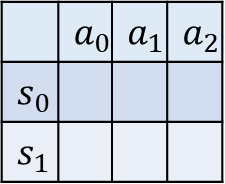 a₀ a₁ a₂
s₀
s₁